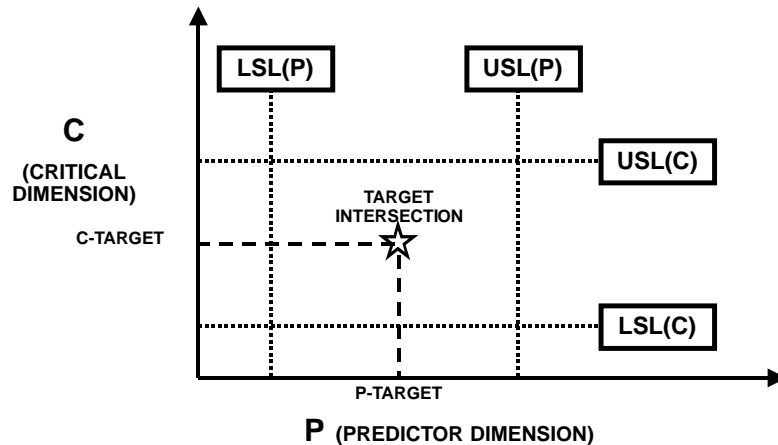 LSL(P)
USL(P)
C
(CRITICAL
DIMENSION)
USL(C)
TARGET
INTERSECTION
C-TARGET
LSL(C)
P-TARGET
P (PREDICTOR DIMENSION)